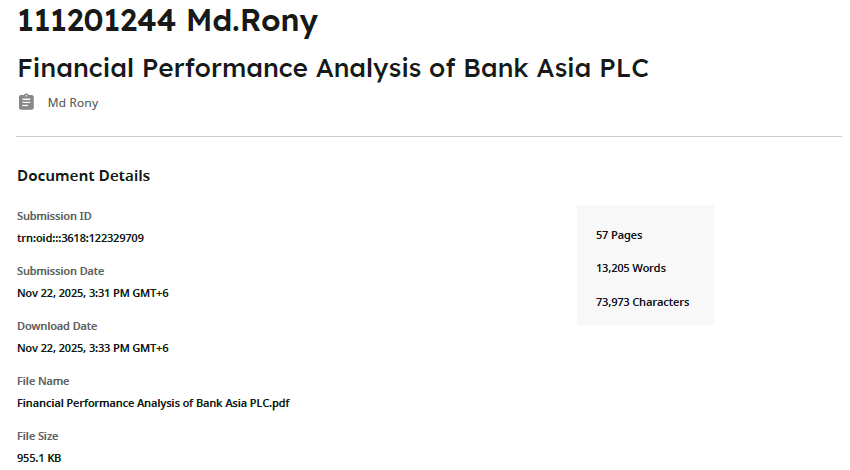 111201244 Md.Rony
Financial Performance Analysis of Bank Asia PLC
Md Rony
Document Details
Submission ID
trn:oid:::3618:122329709
Submission Date
Nov 22, 2025, 3:31 PM GMT+6
Download Date
Nov 22, 2025, 3:33 PM GMT+6
File Name
Financial Performance Analysis of Bank Asia PLC.pdf
File Size
955.1 KB
57 Pages
13,205 Words
73,973 Characters